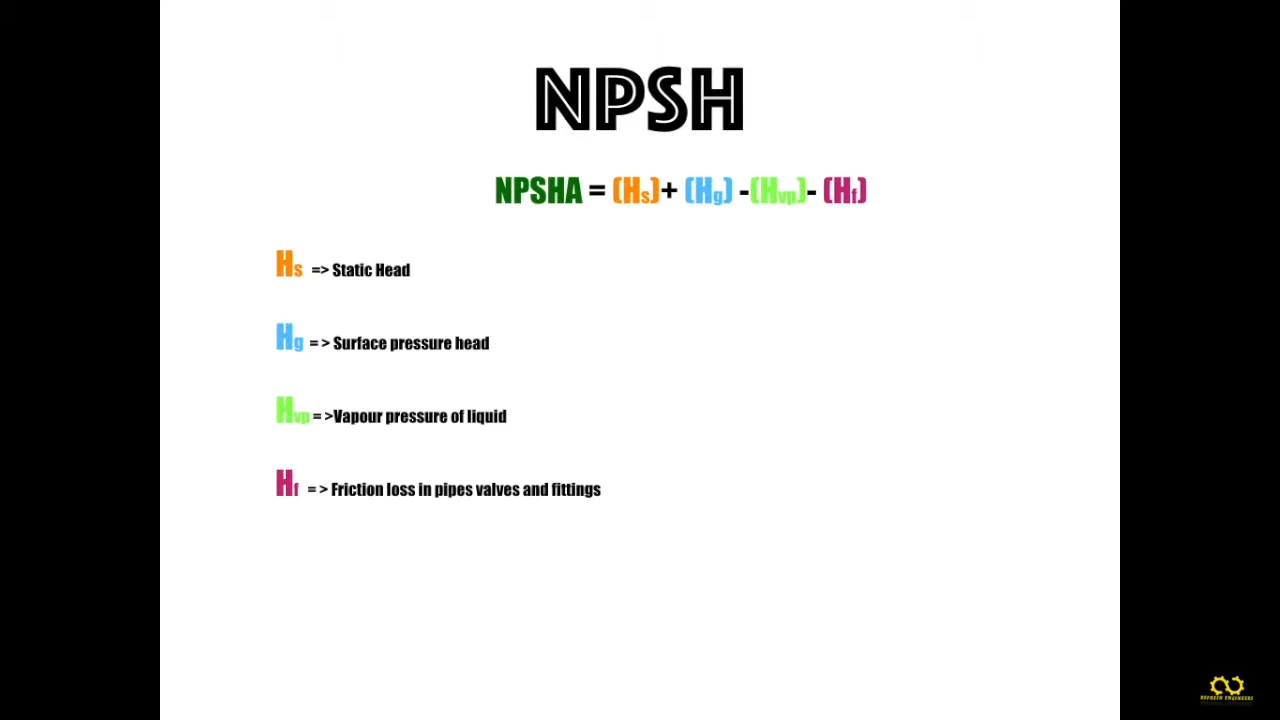 NPSH
NPSHA = (Hs)+ (Hg) -(Hvp)- (Hf)
Hs => Static Head
Hg = > Surface pressure head
Hvp = >Vapour pressure of liquid
Hf = > Friction loss in pipes valves and fittings